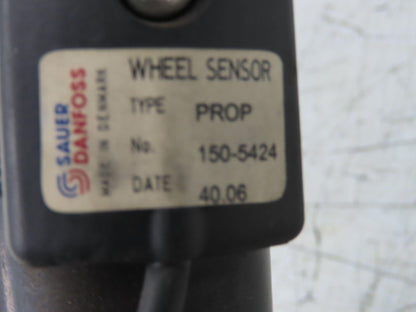 WHEEL SENSOR
TYPE PROP
No. 150-5424
DATE 40.06
SAUER
DANFOSS
MADE IN DENMARK